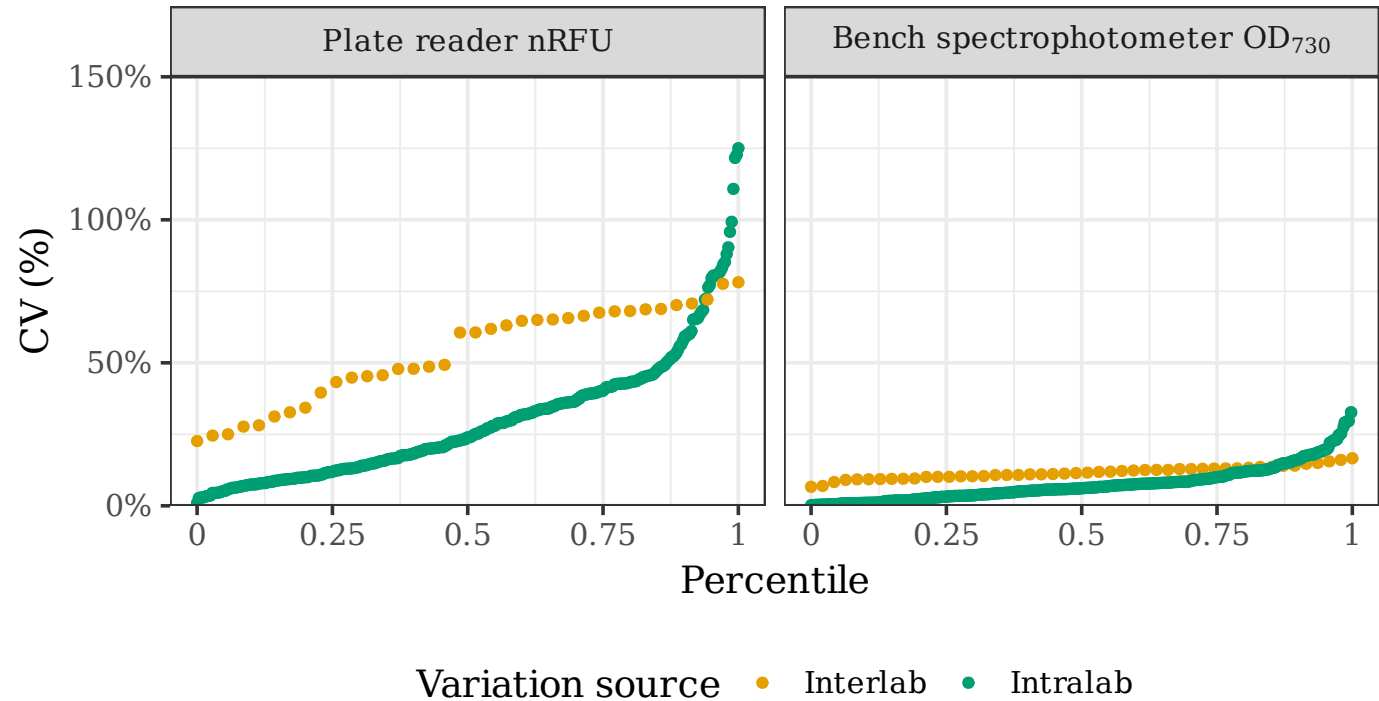 Plate reader nRFU
Bench spectrophotometer OD₇₃₀
CV (%)
150%
100%
50%
0%
0 0.25 0.5 0.75 1
0 0.25 0.5 0.75 1
Percentile
Variation source Interlab Intralab